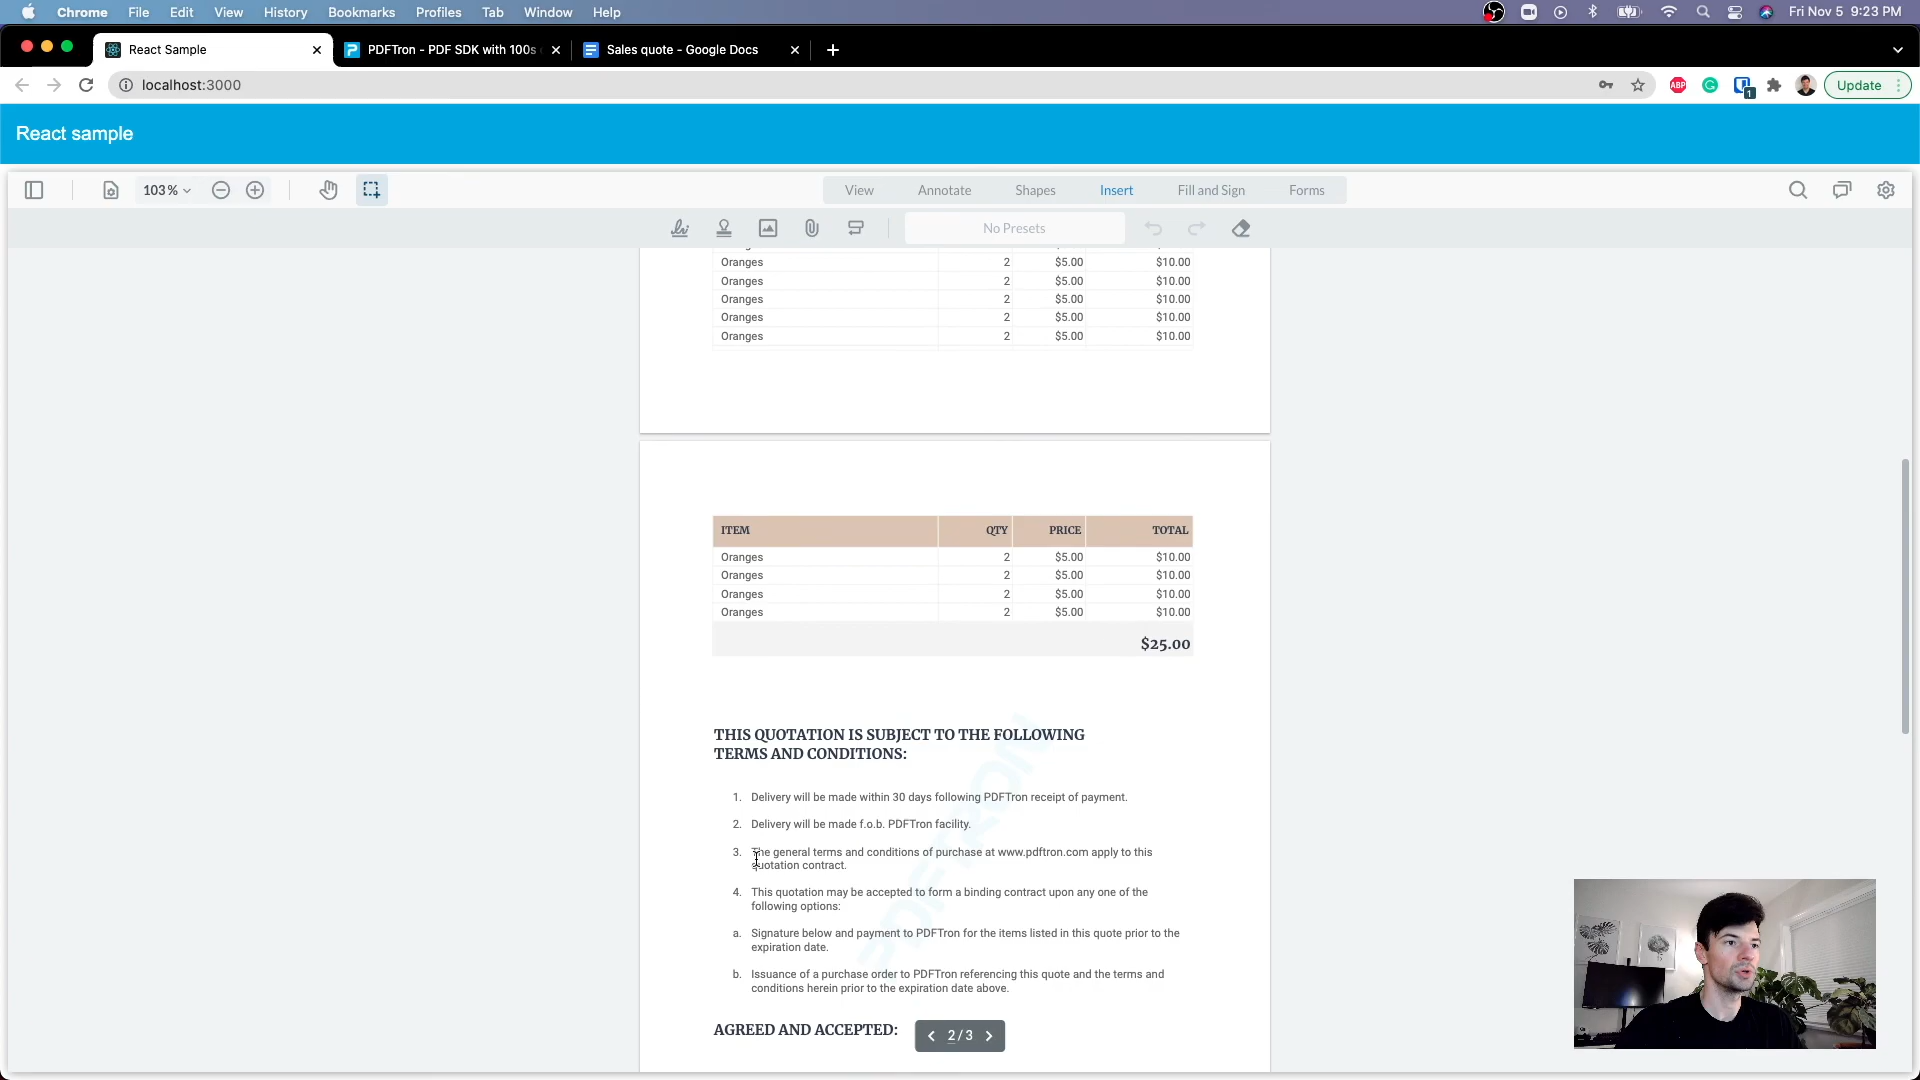 Chrome File Edit View History Bookmarks Profiles Tab Window Help Fri Nov 5 9:23 PM
React Sample PDFTron - PDF SDK with 100s Sales quote - Google Docs
localhost:3000 ABP 1 Update
React sample
103% View Annotate Shapes Insert Fill and Sign Forms
No Presets
Oranges 2 $5.00 $10.00
Oranges 2 $5.00 $10.00
Oranges 2 $5.00 $10.00
Oranges 2 $5.00 $10.00
Oranges 2 $5.00 $10.00
ITEM QTY PRICE TOTAL
Oranges 2 $5.00 $10.00
Oranges 2 $5.00 $10.00
Oranges 2 $5.00 $10.00
Oranges 2 $5.00 $10.00
$25.00
THIS QUOTATION IS SUBJECT TO THE FOLLOWING
TERMS AND CONDITIONS:
1. Delivery will be made within 30 days following PDFTron receipt of payment.
2. Delivery will be made f.o.b. PDFTron facility.
3. The general terms and conditions of purchase at www.pdftron.com apply to this
quotation contract.
4. This quotation may be accepted to form a binding contract upon any one of the
following options:
a. Signature below and payment to PDFTron for the items listed in this quote prior to the
expiration date.
b. Issuance of a purchase order to PDFTron referencing this quote and the terms and
conditions herein prior to the expiration date above.
PDFTRON
AGREED AND ACCEPTED:
2/3